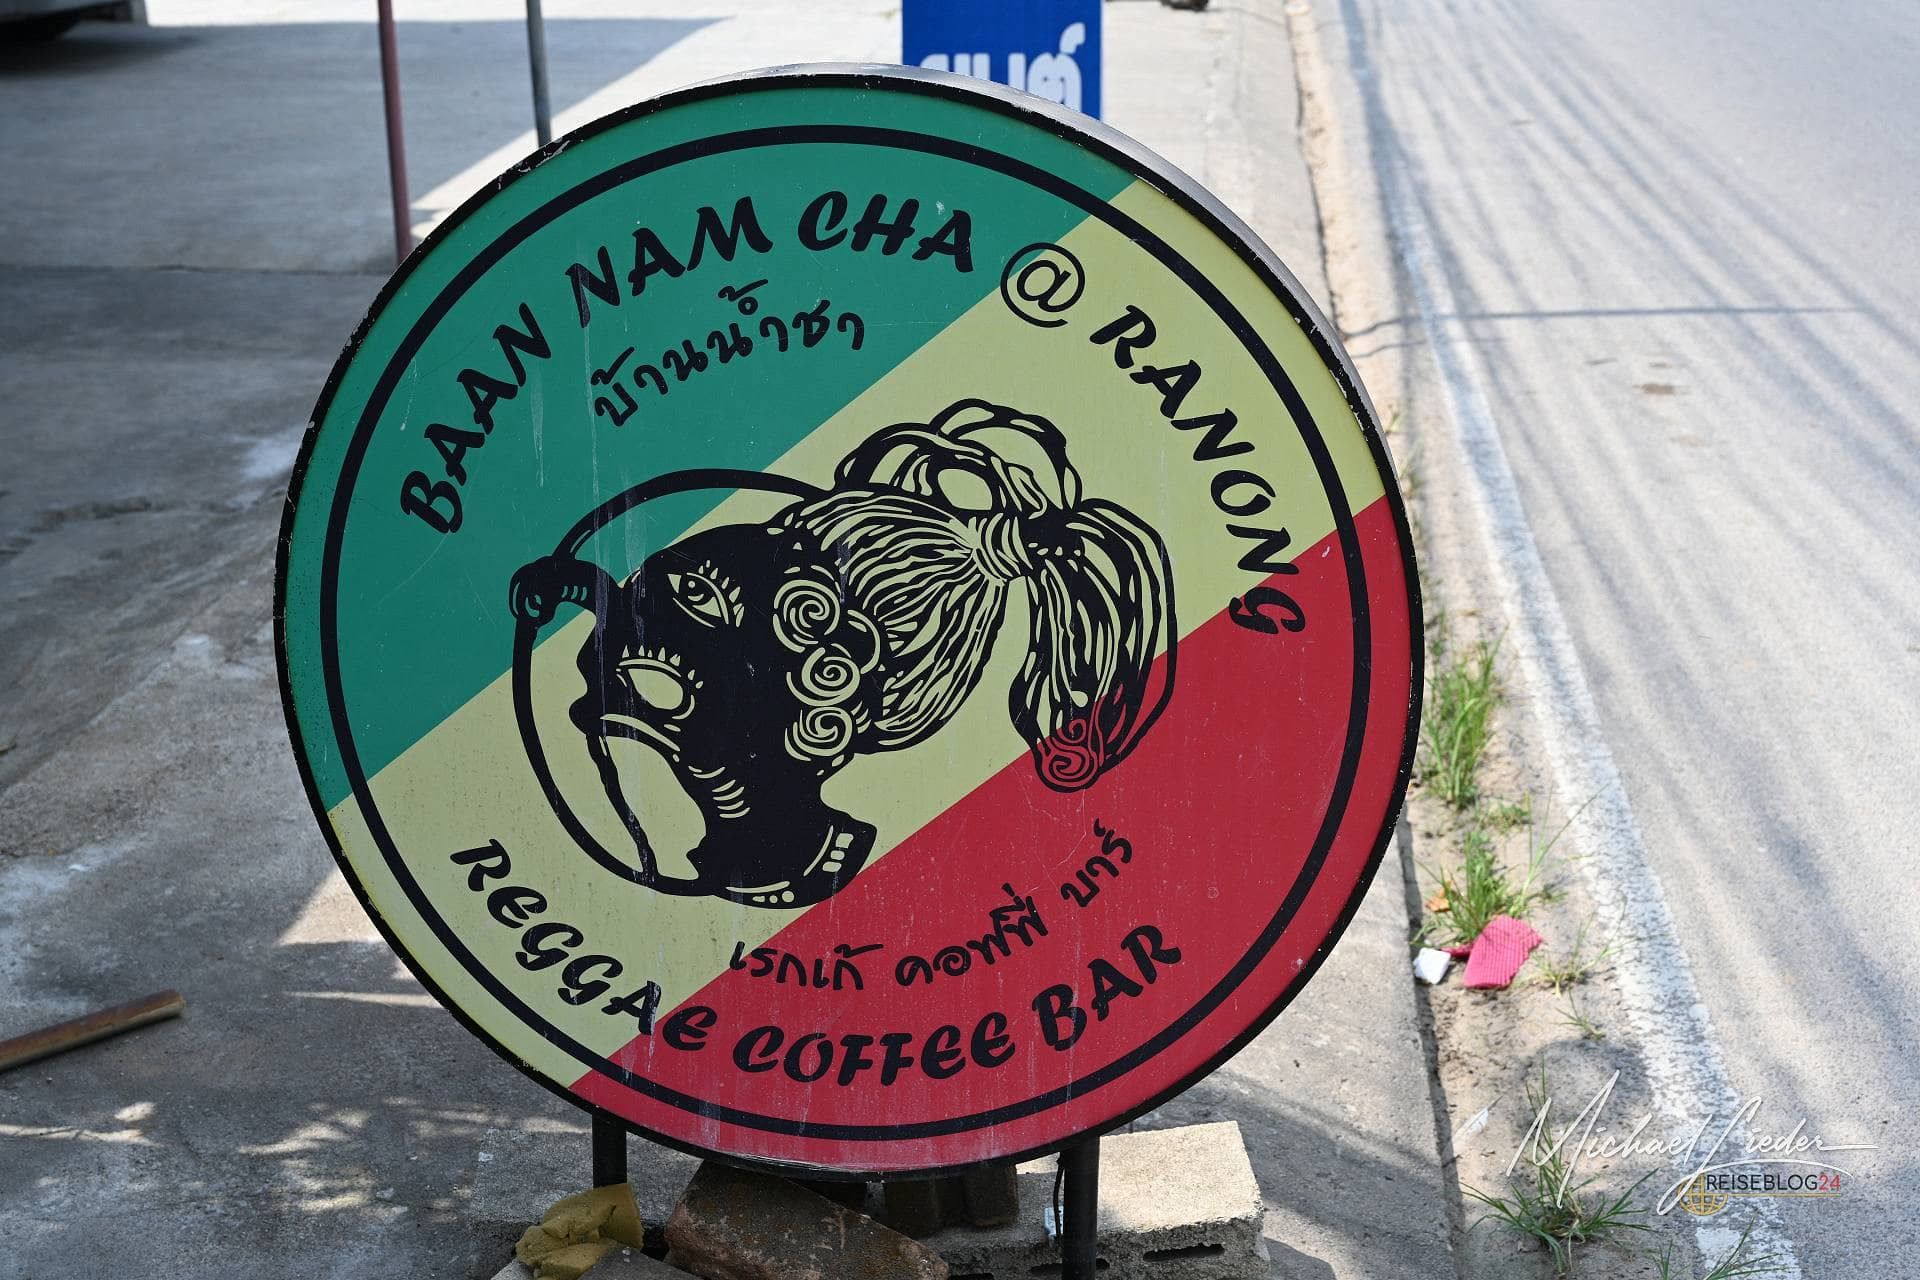 BAAN NAM CHA @ RANONG
บ้านน้ำชา
เรกเก้ คอฟฟี่ บาร์
REGGAE COFFEE BAR
Michael Lieder
REISEBLOG24